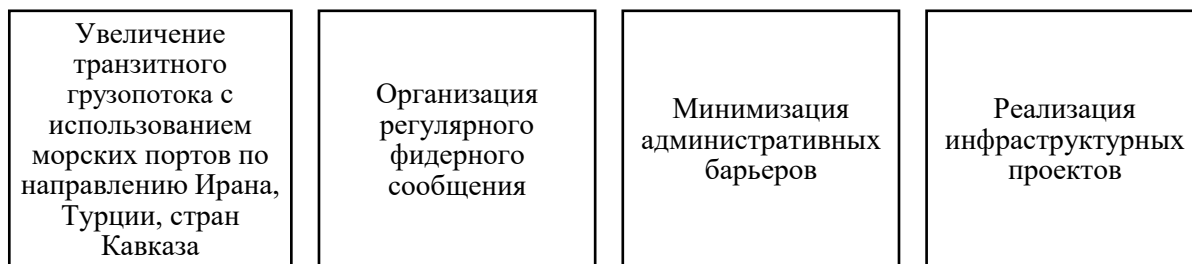 Увеличение
транзитного
грузопотока с
использованием
морских портов по
направлению Ирана,
Турции, стран
Кавказа
Организация
регулярного
фидерного
сообщения
Минимизация
административных
барьеров
Реализация
инфраструктурных
проектов